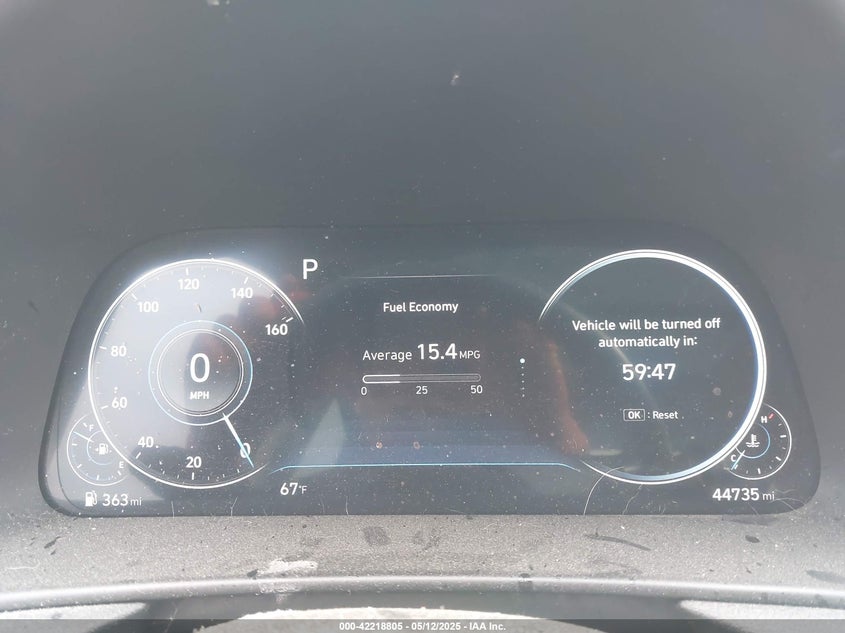 P
120
100
140
160
80
60
40
20
0
0
MPH
F
E
363 mi
67°F
Fuel Economy
Average 15.4 MPG
0 25 50
Vehicle will be turned off
automatically in:
59:47
OK : Reset
H
C
44735 mi
000-42218805 - 05/12/2025 - IAA Inc.